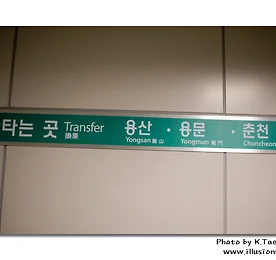 타는 곳 Transfer 용산 · 용문 · 춘천
換乘 Yongsan 龍山 Yongmun 龍門 Chuncheon
Photo by K.Tae
www.illusion